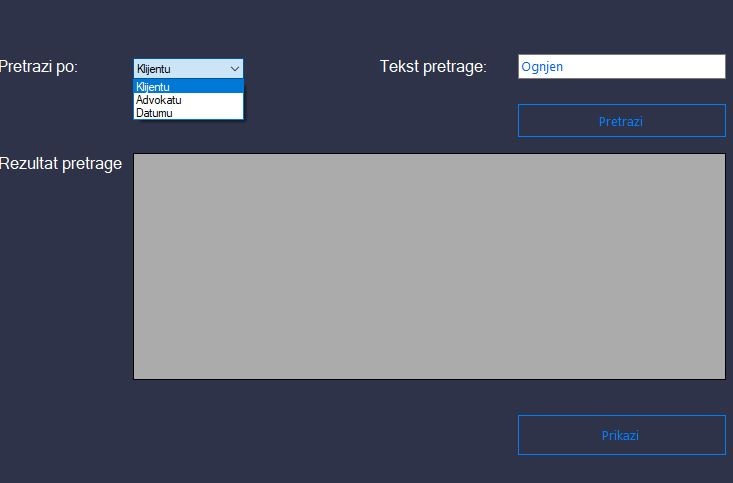 Pretrazi po:
Klijentu
Klijentu
Advokatu
Datumu
Tekst pretrage:
Ognjen
Pretrazi
Rezultat pretrage
Prikazi